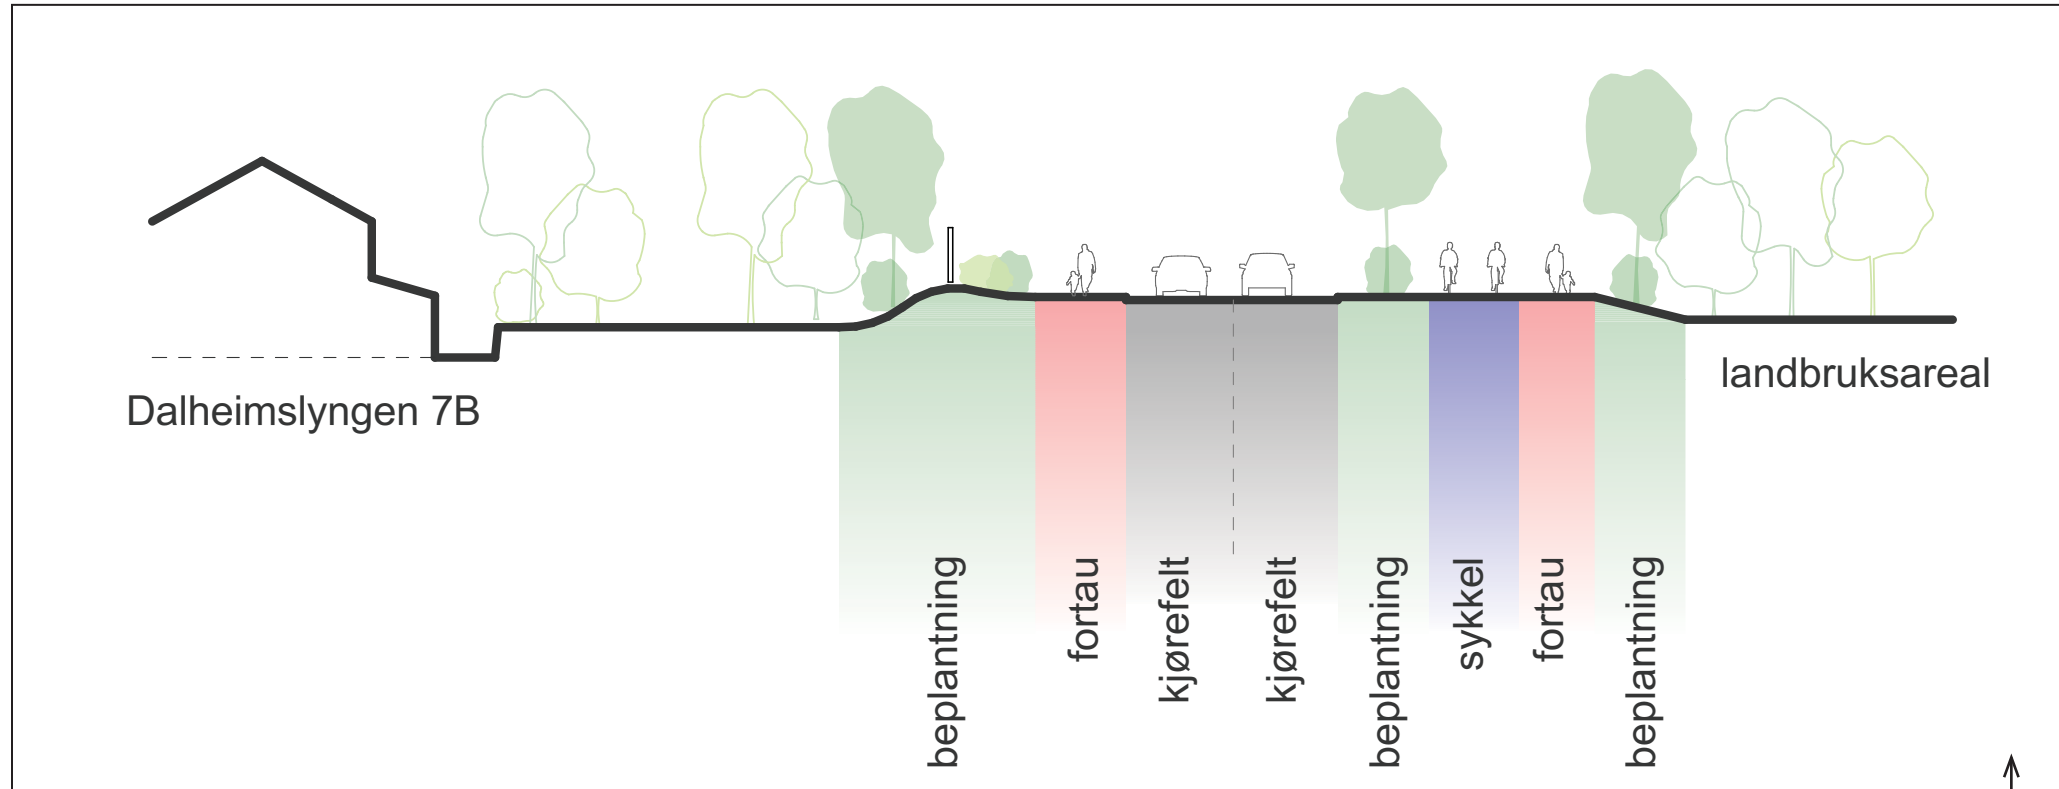 Dalheimslyngen 7B
landbruksareal
beplantning
fortau
kjørefelt
kjørefelt
beplantning
sykkel
fortau
beplantning